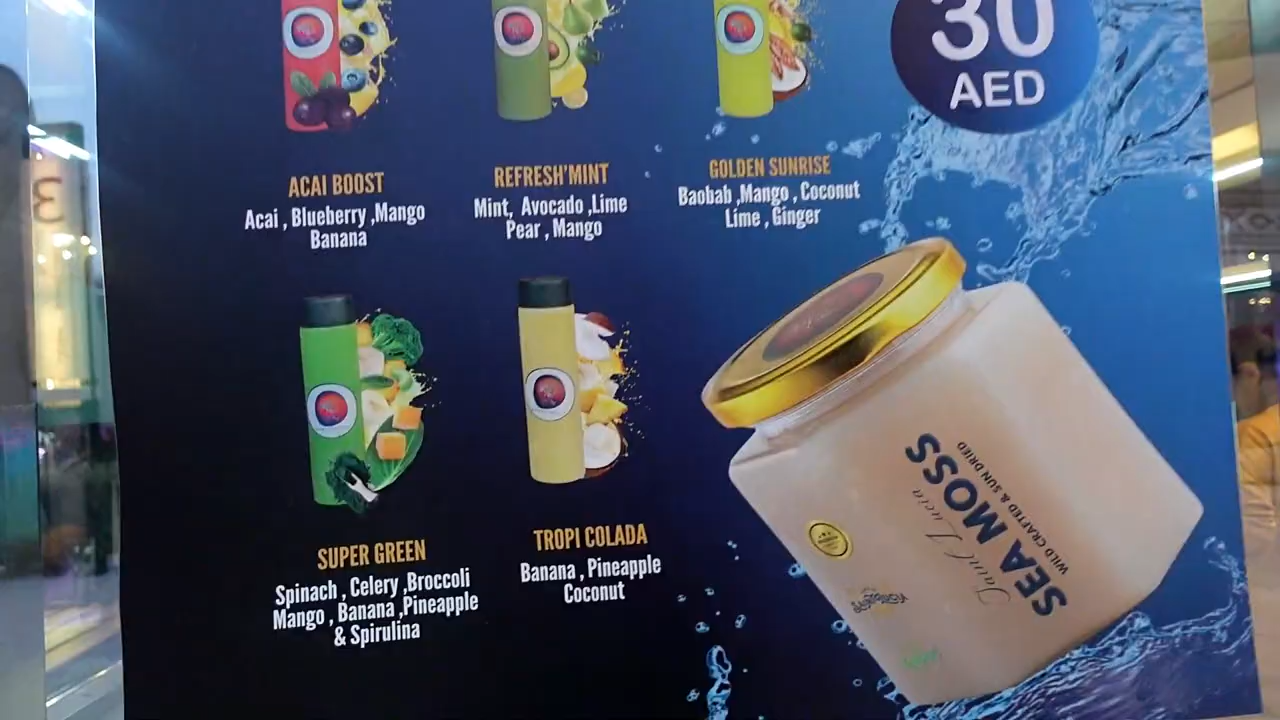 30
AED
ACAI BOOST
Acai , Blueberry ,Mango
Banana
REFRESH'MINT
Mint, Avocado ,Lime
Pear , Mango
GOLDEN SUNRISE
Baobab ,Mango , Coconut
Lime , Ginger
SUPER GREEN
Spinach , Celery ,Broccoli
Mango , Banana ,Pineapple
& Spirulina
TROPI COLADA
Banana , Pineapple
Coconut
Saint Lucia
SEA MOSS
WILD CRAFTED & SUN DRIED